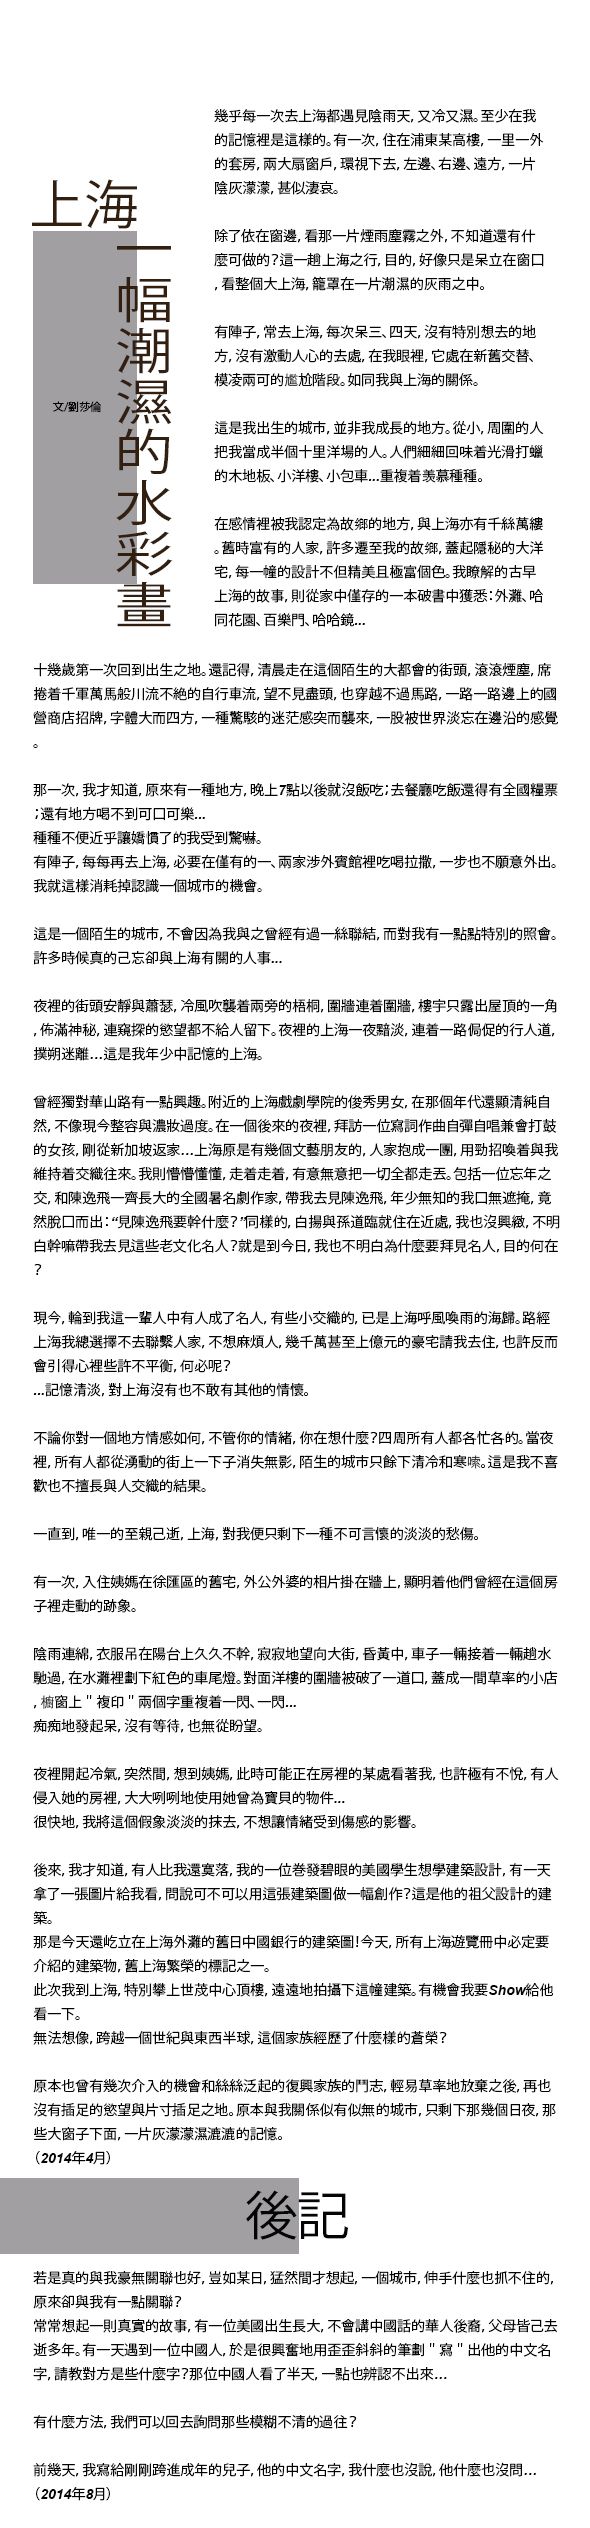 上海
一幅潮濕的水彩畫
文/劉莎倫
幾乎每一次去上海都遇見陰雨天, 又冷又濕。至少在我
的記憶裡是這樣的。有一次, 住在浦東某高樓, 一里一外
的套房, 兩大扇窗戶, 環視下去, 左邊、右邊、遠方, 一片
陰灰濛濛, 甚似淒哀。
除了依在窗邊, 看那一片煙雨塵霧之外, 不知道還有什
麼可做的?這一趟上海之行, 目的, 好像只是呆立在窗口
, 看整個大上海, 籠罩在一片潮濕的灰雨之中。
有陣子, 常去上海, 每次呆三、四天, 沒有特別想去的地
方, 沒有激動人心的去處, 在我眼裡, 它處在新舊交替、
模凌兩可的尷尬階段。如同我與上海的關係。
這是我出生的城市, 並非我成長的地方。從小, 周圍的人
把我當成半個十里洋場的人。人們細細回味着光滑打蠟
的木地板、小洋樓、小包車...重複着羨慕種種。
在感情裡被我認定為故鄉的地方, 與上海亦有千絲萬縷
。舊時富有的人家, 許多遷至我的故鄉, 蓋起隱秘的大洋
宅, 每一幢的設計不但精美且極富個色。我瞭解的古早
上海的故事, 則從家中僅存的一本破書中獲悉:外灘、哈
同花園、百樂門、哈哈鏡...
十幾歲第一次回到出生之地。還記得, 清晨走在這個陌生的大都會的街頭, 滾滾煙塵, 席
捲着千軍萬馬般川流不絶的自行車流, 望不見盡頭, 也穿越不過馬路, 一路一路邊上的國
營商店招牌, 字體大而四方, 一種驚駭的迷茫感突而襲來, 一股被世界淡忘在邊沿的感覺
。
那一次, 我才知道, 原來有一種地方, 晚上7點以後就沒飯吃;去餐廳吃飯還得有全國糧票
;還有地方喝不到可口可樂...
種種不便近乎讓嬌慣了的我受到驚嚇。
有陣子, 每每再去上海, 必要在僅有的一、兩家涉外賓館裡吃喝拉撒, 一步也不願意外出。
我就這樣消耗掉認識一個城市的機會。
這是一個陌生的城市, 不會因為我與之曾經有過一絲聯結, 而對我有一點點特別的照會。
許多時候真的己忘卻與上海有關的人事...
夜裡的街頭安靜與蕭瑟, 冷風吹襲着兩旁的梧桐, 圍牆連着圍牆, 樓宇只露出屋頂的一角
, 佈滿神秘, 連窺探的慾望都不給人留下。夜裡的上海一夜黯淡, 連着一路侷促的行人道,
撲朔迷離...這是我年少中記憶的上海。
曾經獨對華山路有一點興趣。附近的上海戲劇學院的俊秀男女, 在那個年代還顯清純自
然, 不像現今整容與濃妝過度。在一個後來的夜裡, 拜訪一位寫詞作曲自彈自唱兼會打鼓
的女孩, 剛從新加坡返家...上海原是有幾個文藝朋友的, 人家抱成一團, 用勁招喚着與我
維持着交織往來。我則懵懵懂懂, 走着走着, 有意無意把一切全都走丟。包括一位忘年之
交, 和陳逸飛一齊長大的全國暑名劇作家, 帶我去見陳逸飛, 年少無知的我口無遮掩, 竟
然脫口而出:“見陳逸飛要幹什麼?”同樣的, 白揚與孫道臨就住在近處, 我也沒興緻, 不明
白幹嘛帶我去見這些老文化名人?就是到今日, 我也不明白為什麼要拜見名人, 目的何在
?
現今, 輪到我這一輩人中有人成了名人, 有些小交織的, 已是上海呼風喚雨的海歸。路經
上海我總選擇不去聯繫人家, 不想麻煩人, 幾千萬甚至上億元的豪宅請我去住, 也許反而
會引得心裡些許不平衡, 何必呢?
...記憶清淡, 對上海沒有也不敢有其他的情懷。
不論你對一個地方情感如何, 不管你的情緒, 你在想什麼?四周所有人都各忙各的。當夜
裡, 所有人都從湧動的街上一下子消失無影, 陌生的城市只餘下清冷和寒嗦。這是我不喜
歡也不擅長與人交織的結果。
一直到, 唯一的至親己逝, 上海, 對我便只剩下一種不可言懷的淡淡的愁傷。
有一次, 入住姨媽在徐匯區的舊宅, 外公外婆的相片掛在牆上, 顯明着他們曾經在這個房
子裡走動的跡象。
陰雨連綿, 衣服吊在陽台上久久不幹, 寂寂地望向大街, 昏黃中, 車子一輛接着一輛趟水
馳過, 在水灘裡劃下紅色的車尾燈。對面洋樓的圍牆被破了一道口, 蓋成一間草率的小店
, 櫥窗上＂複印＂兩個字重複着一閃、一閃...
痴痴地發起呆, 沒有等待, 也無從盼望。
夜裡開起冷氣, 突然間, 想到姨媽, 此時可能正在房裡的某處看著我, 也許極有不悅, 有人
侵入她的房裡, 大大咧咧地使用她曾為寶貝的物件...
很快地, 我將這個假象淡淡的抹去, 不想讓情緒受到傷感的影響。
後來, 我才知道, 有人比我還寞落, 我的一位卷發碧眼的美國學生想學建築設計, 有一天
拿了一張圖片給我看, 問說可不可以用這張建築圖做一幅創作?這是他的祖父設計的建
築。
那是今天還屹立在上海外灘的舊日中國銀行的建築圖!今天, 所有上海遊覽冊中必定要
介紹的建築物, 舊上海繁榮的標記之一。
此次我到上海, 特別攀上世茂中心頂樓, 遠遠地拍攝下這幢建築。有機會我要Show給他
看一下。
無法想像, 跨越一個世紀與東西半球, 這個家族經歷了什麼樣的蒼榮?
原本也曾有幾次介入的機會和絲絲泛起的復興家族的鬥志, 輕易草率地放棄之後, 再也
沒有插足的慾望與片寸插足之地。原本與我關係似有似無的城市, 只剩下那幾個日夜, 那
些大窗子下面, 一片灰濛濛濕漉漉的記憶。
（2014年4月）
後記
若是真的與我豪無關聯也好, 豈如某日, 猛然間才想起, 一個城市, 伸手什麼也抓不住的,
原來卻與我有一點關聯?
常常想起一則真實的故事, 有一位美國出生長大, 不會講中國話的華人後裔, 父母皆己去
逝多年。有一天遇到一位中國人, 於是很興奮地用歪歪斜斜的筆劃＂寫＂出他的中文名
字, 請教對方是些什麼字?那位中國人看了半天, 一點也辨認不出來...
有什麼方法, 我們可以回去詢問那些模糊不清的過往?
前幾天, 我寫給剛剛跨進成年的兒子, 他的中文名字, 我什麼也沒說, 他什麼也沒問...
（2014年8月）